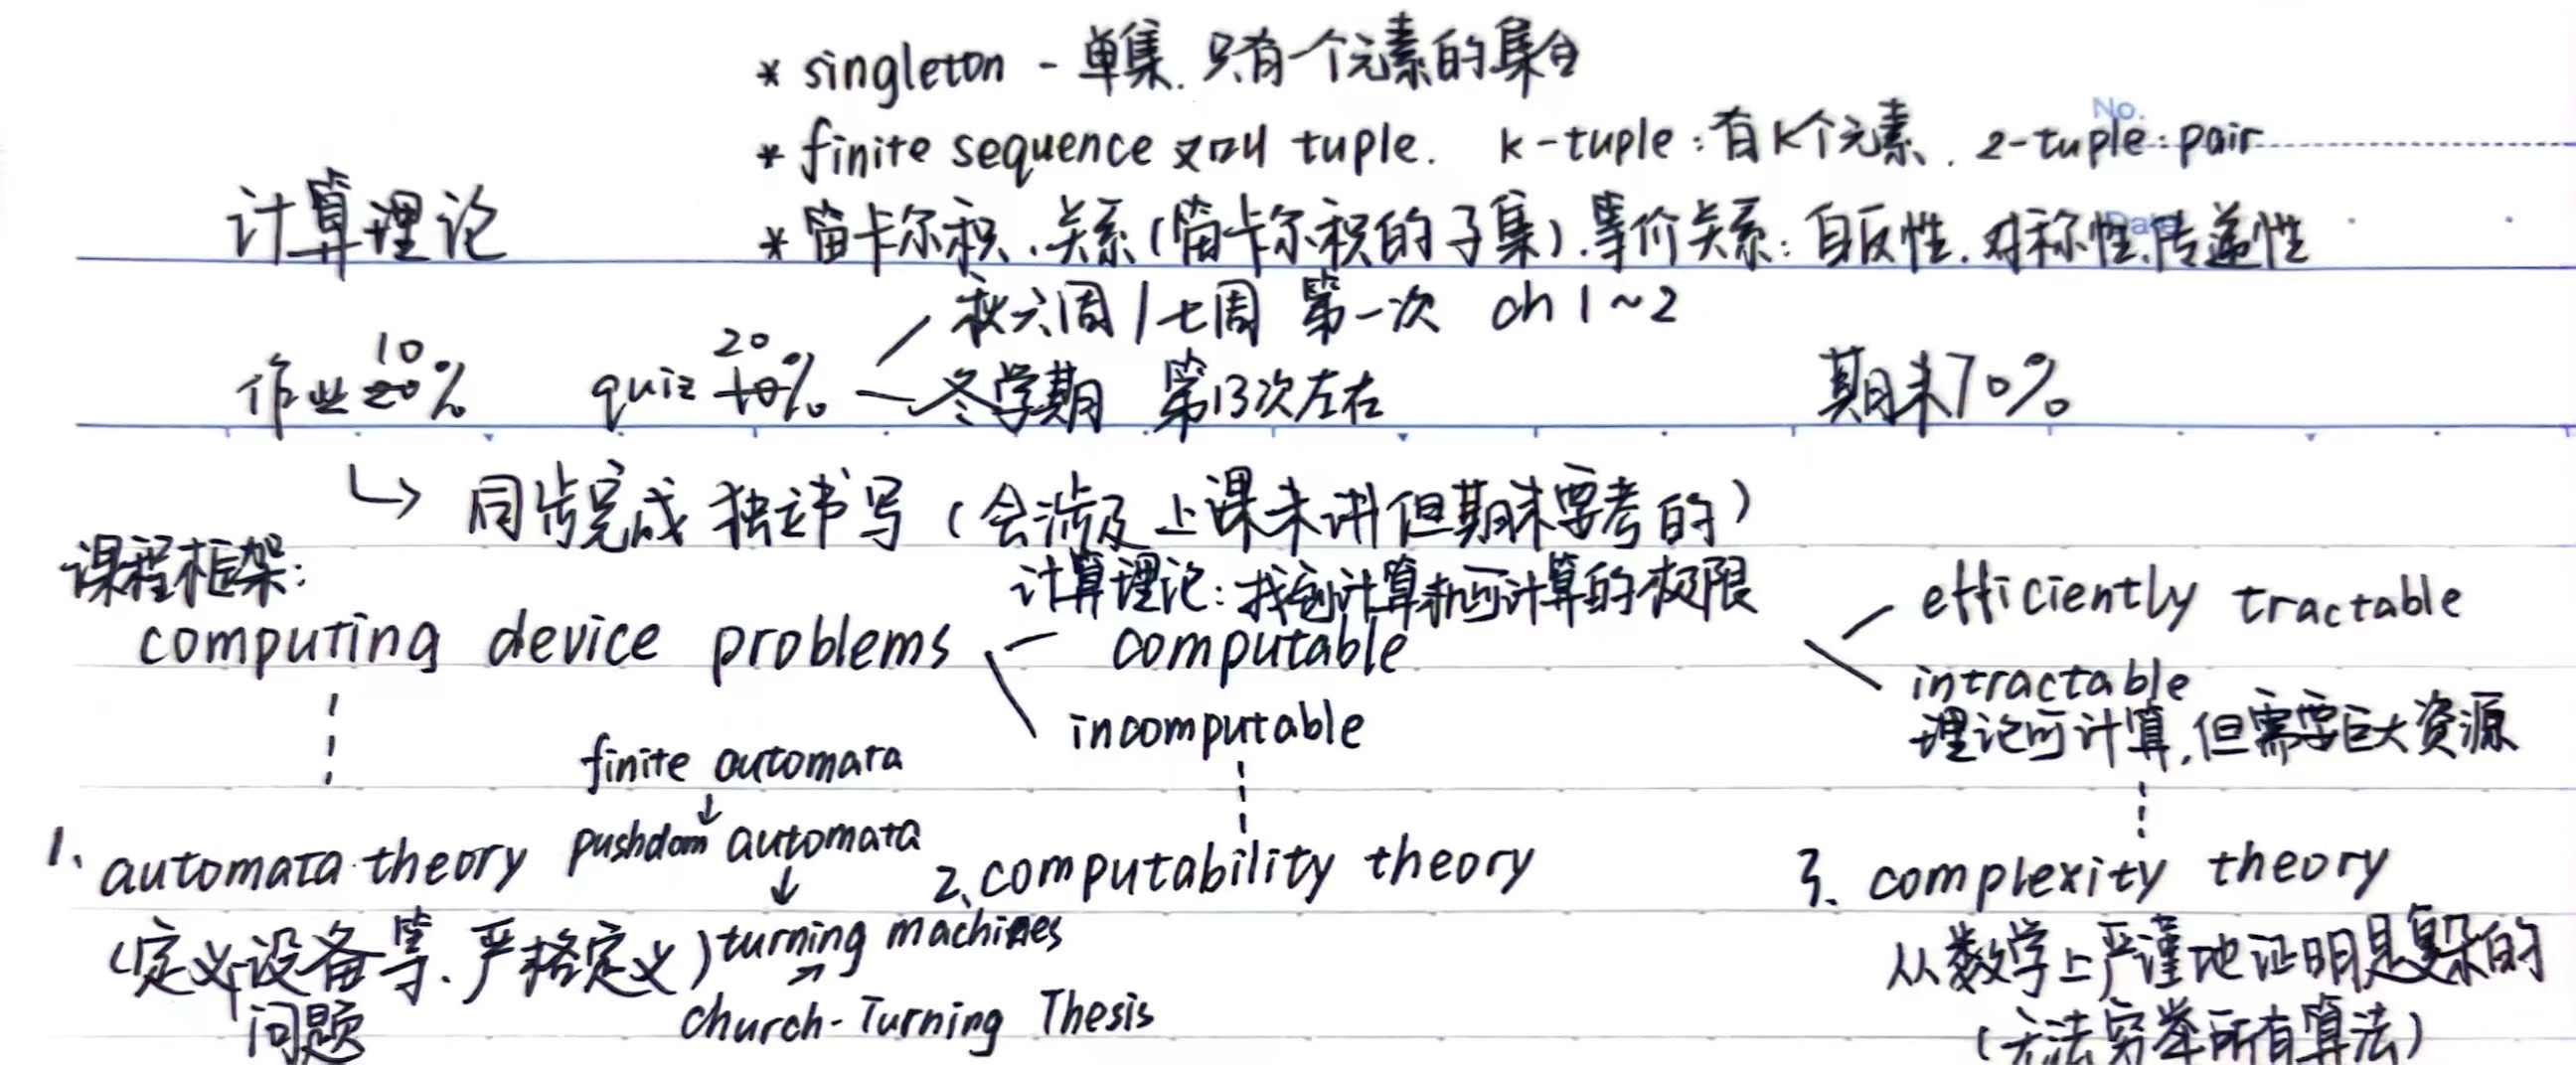 * singleton - 单集. 只有一个元素的集合
No.
* finite sequence 又叫 tuple. k-tuple：有K个元素. 2-tuple：pair
计算理论
* 笛卡尔积. 关系(笛卡尔积的子集). 等价关系：自反性. 对称性. 传递性
Date
秋六周/七周 第一次 ch 1~2
作业 20% 10 quiz 10% 20
冬学期 第13次左右
期末70%
↳ 同步完成 独立书写 (会涉及上课未讲但期末要考的)
课程框架：
计算理论：找到计算机可计算的极限
computing device problems
computable
incomputable
efficiently tractable
intractable
理论可计算,但需要巨大资源
finite automara
↓
pushdown automata
↓
1、automata theory
2、computability theory
3、complexity theory
(定义设备等、严格定义)
问题
turning machines
church-Turning Thesis
从数学上严谨地证明是复杂的
(无法穷举所有算法)